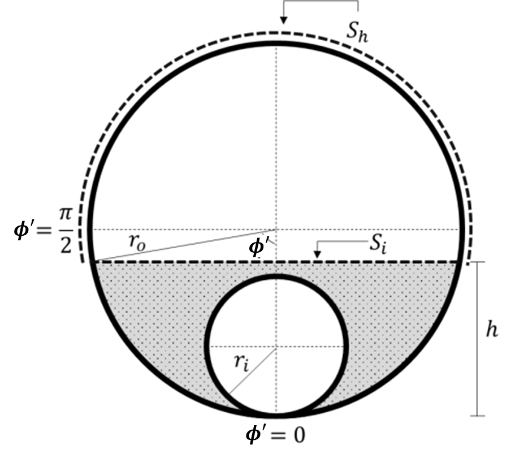 S_h
ϕ′ = π/2
r_o
ϕ′
S_i
h
r_i
ϕ′ = 0